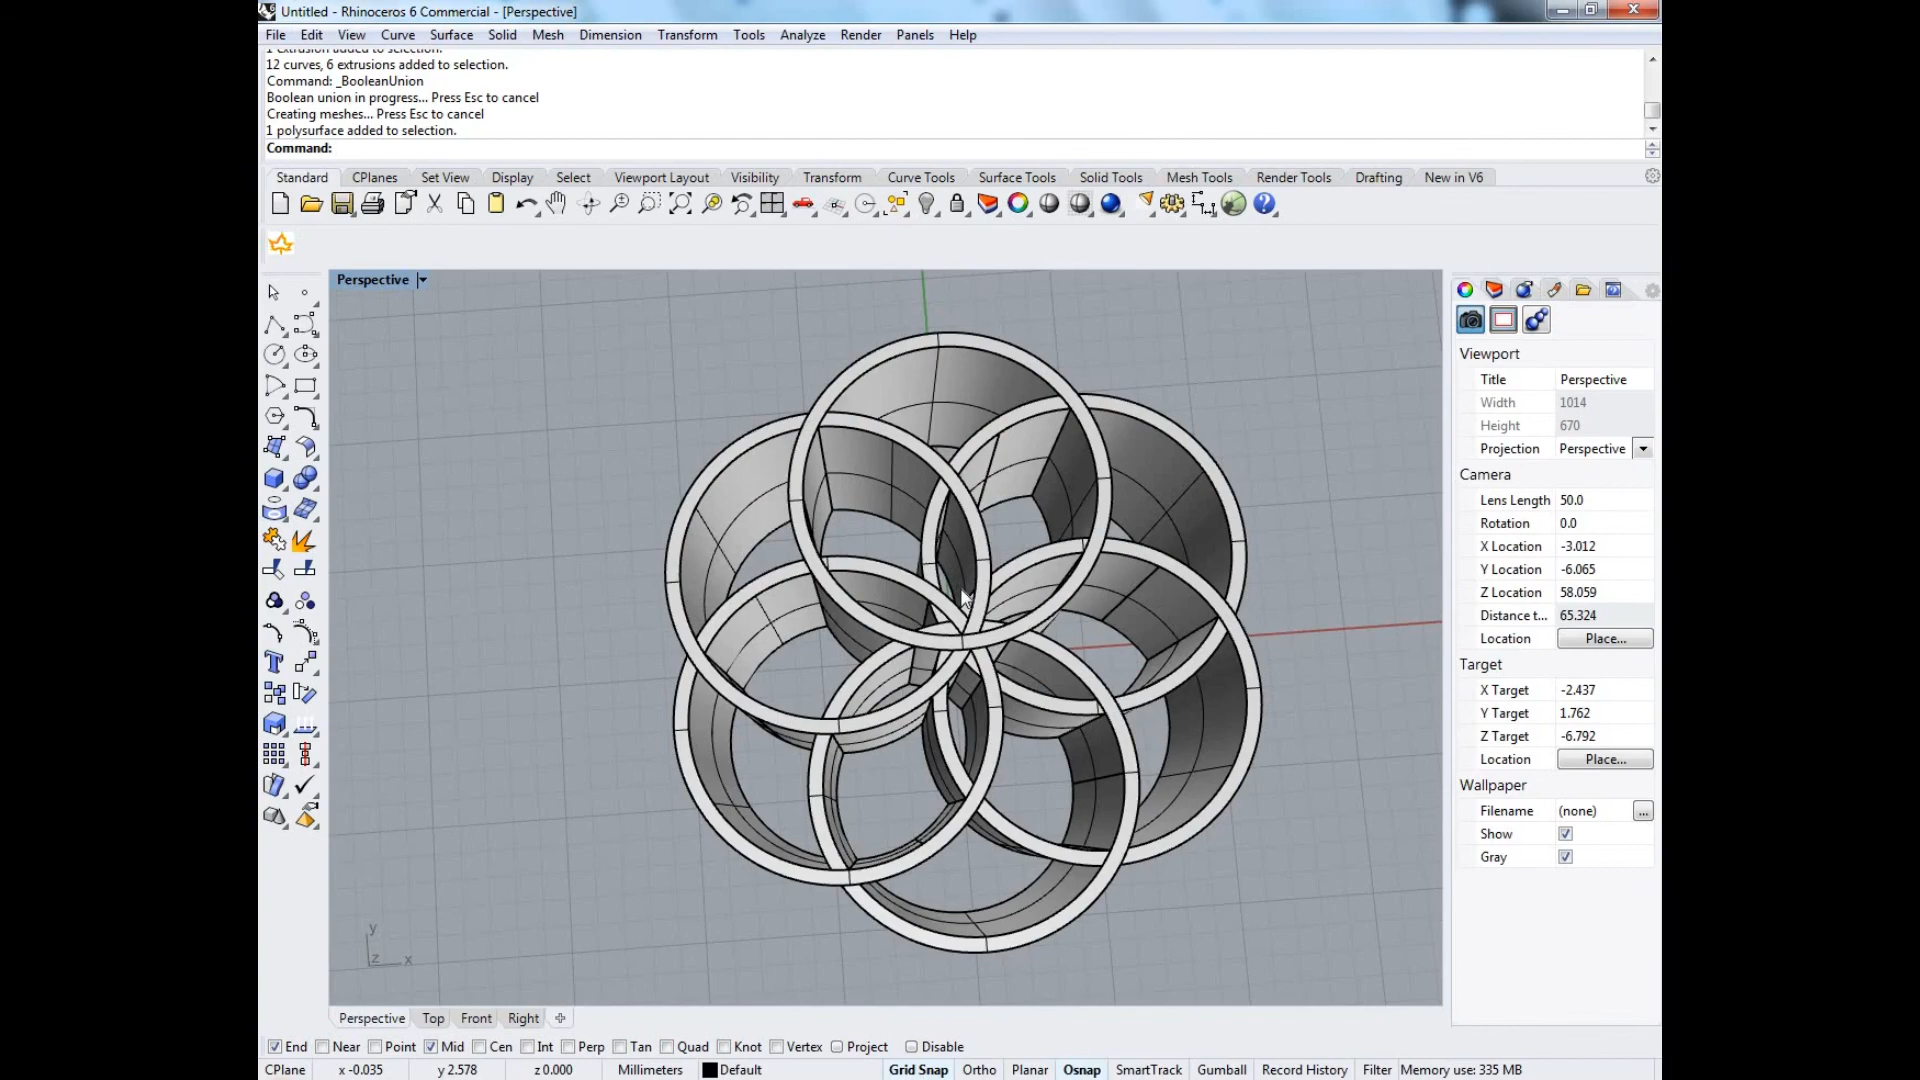 Untitled - Rhinoceros 6 Commercial - [Perspective]
File Edit View Curve Surface Solid Mesh Dimension Transform Tools Analyze Render Panels Help
1 extrusion added to selection.
12 curves, 6 extrusions added to selection.
Command: _BooleanUnion
Boolean union in progress... Press Esc to cancel
Creating meshes... Press Esc to cancel
1 polysurface added to selection.
Command:
Standard CPlanes Set View Display Select Viewport Layout Visibility Transform Curve Tools Surface Tools Solid Tools Mesh Tools Render Tools Drafting New in V6
Perspective
Viewport
Title Perspective
Width 1014
Height 670
Projection Perspective
Camera
Lens Length 50.0
Rotation 0.0
X Location -3.012
Y Location -6.065
Z Location 58.059
Distance t... 65.324
Location Place...
Target
X Target -2.437
Y Target 1.762
Z Target -6.792
Location Place...
Wallpaper
Filename (none) ...
Show
Gray
y
z x
Perspective Top Front Right
End Near Point Mid Cen Int Perp Tan Quad Knot Vertex Project Disable
CPlane x -0.035 y 2.578 z 0.000 Millimeters Default Grid Snap Ortho Planar Osnap SmartTrack Gumball Record History Filter Memory use: 335 MB